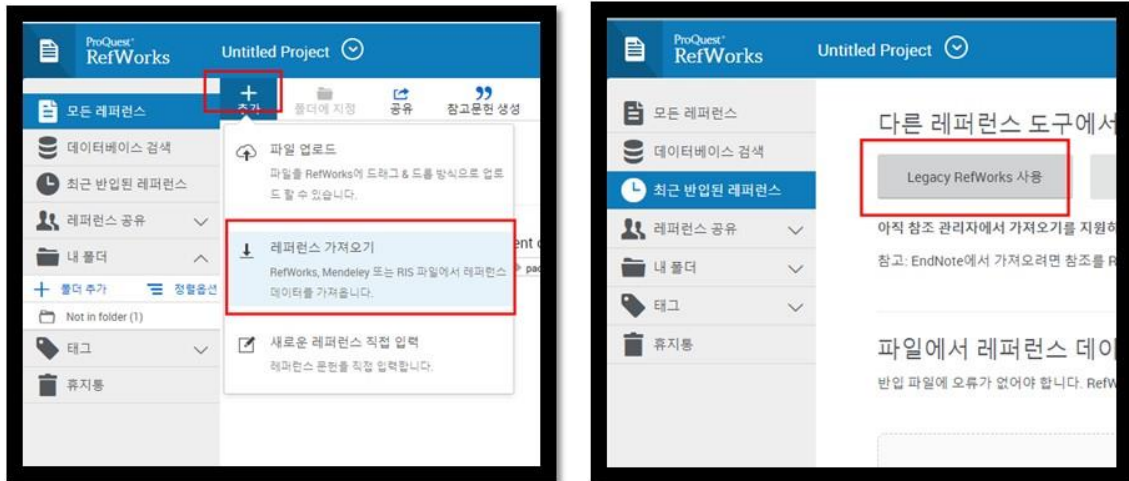 ProQuest®
RefWorks
Untitled Project
모든 레퍼런스
추가
폴더에 지정
공유
참고문헌 생성
데이터베이스 검색
최근 반입된 레퍼런스
레퍼런스 공유
내 폴더
폴더 추가
정렬옵션
Not in folder (1)
태그
휴지통
파일 업로드
파일을 RefWorks에 드래그 & 드롭 방식으로 업로
드 할 수 있습니다.
레퍼런스 가져오기
RefWorks, Mendeley 또는 RIS 파일에서 레퍼런스
데이터를 가져옵니다.
새로운 레퍼런스 직접 입력
레퍼런스 문헌을 직접 입력합니다.
ProQuest®
RefWorks
Untitled Project
모든 레퍼런스
데이터베이스 검색
최근 반입된 레퍼런스
레퍼런스 공유
내 폴더
태그
휴지통
다른 레퍼런스 도구에서
Legacy RefWorks 사용
아직 참조 관리자에서 가져오기를 지원하
참고: EndNote에서 가져오려면 참조를 R
파일에서 레퍼런스 데이
반입 파일에 오류가 없어야 합니다. RefW